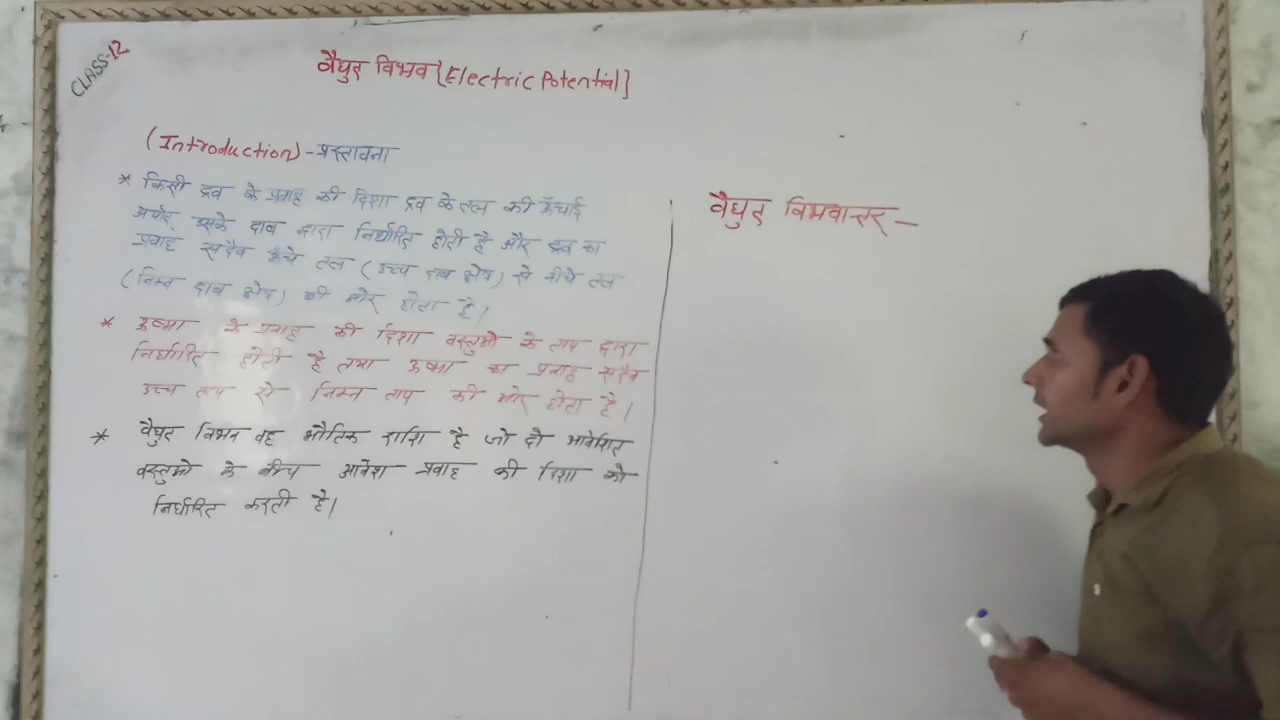 CLASS-12
वैघुत विभव {Electric Potential}
(Introduction) - प्रस्तावना
* किसी द्रव के प्रवाह की दिशा द्रव के तल की ऊँचाई
अर्थात् उसके दाब द्वारा निर्धारित होती है और द्रव का
प्रवाह सदैव ऊँचे तल (उच्च दाब क्षेत्र) से नीचे तल
(निम्न दाब क्षेत्र) की ओर होता है।
* ऊष्मा के प्रवाह की दिशा वस्तुओ के ताप द्वारा
निर्धारित होती है तथा ऊष्मा का प्रवाह सदैव
उच्च ताप से निम्न ताप की ओर होता है।
* वैघुत विभव वह भौतिक राशि है जो दो आवेशित
वस्तुओ के बीच आवेश प्रवाह की दिशा को
निर्धारित करती है।
वैघुत विभवान्तर —